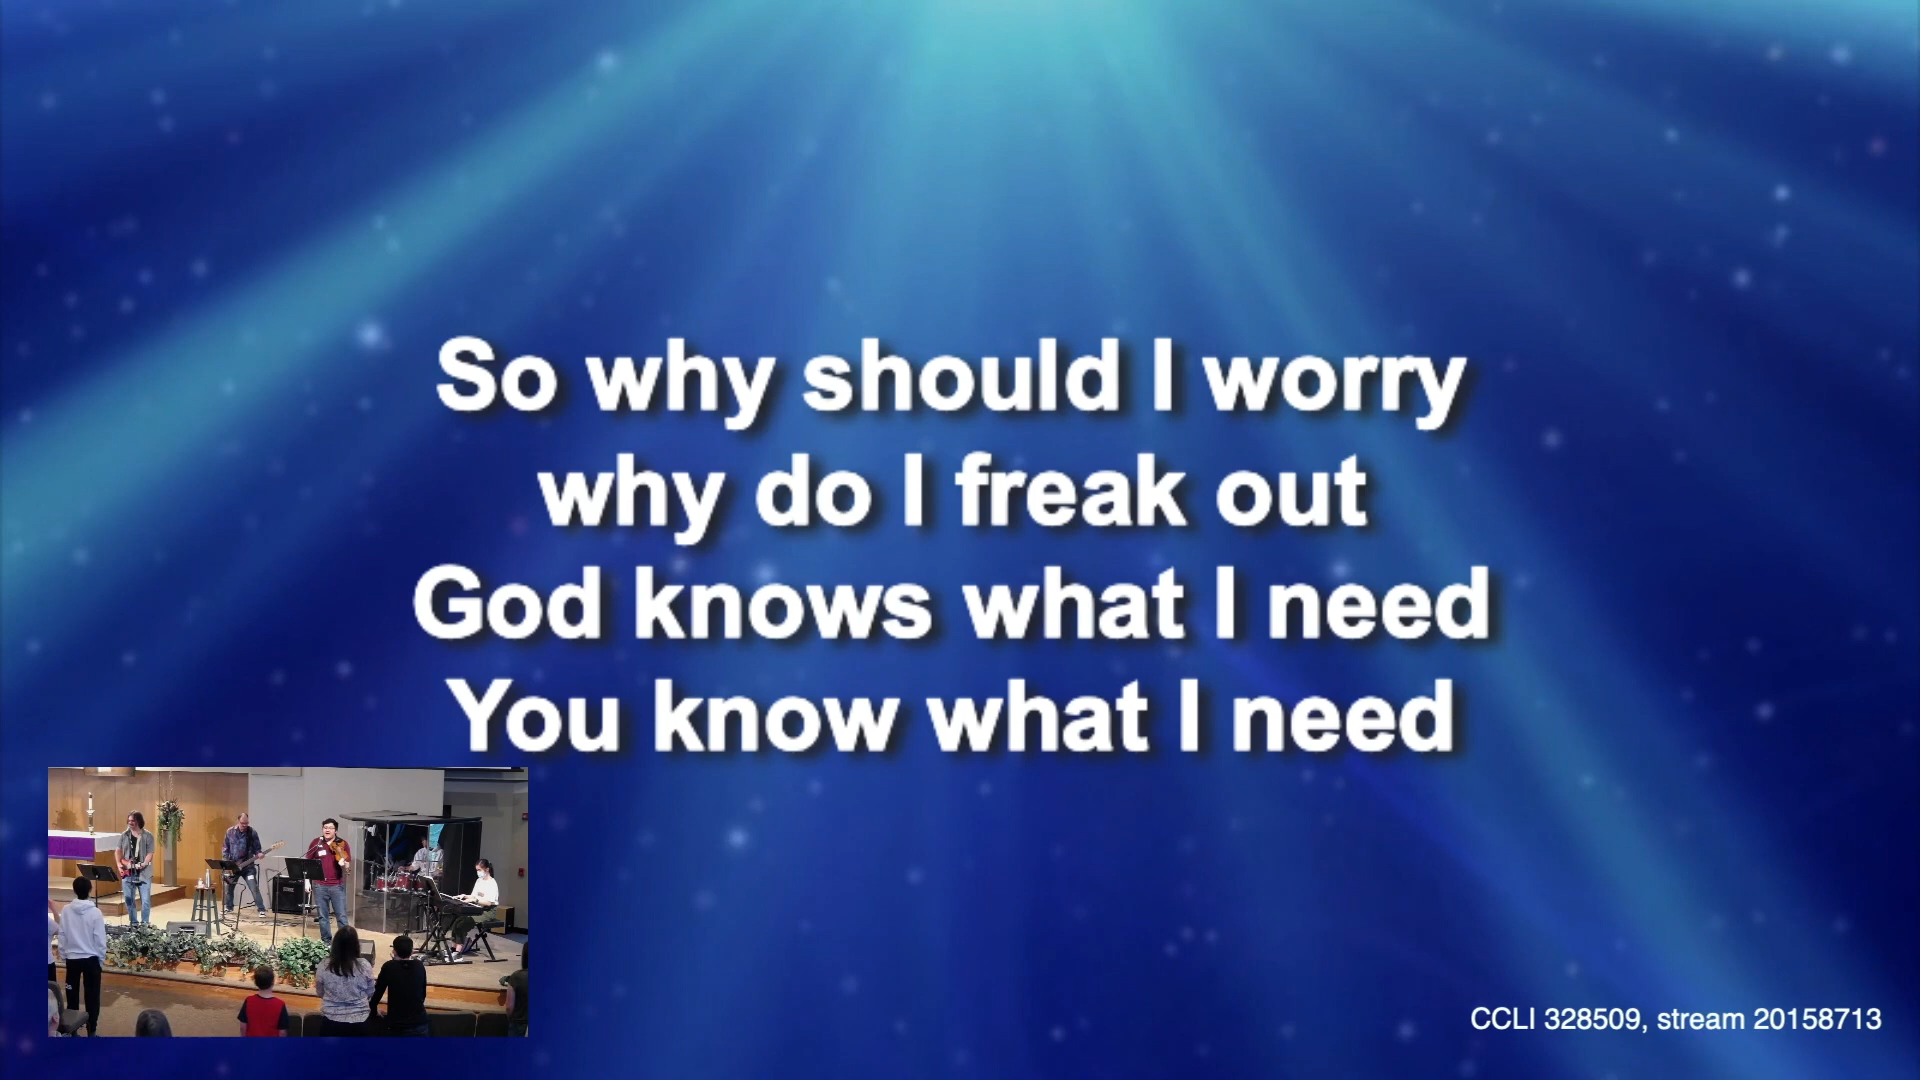 So why should I worry
why do I freak out
God knows what I need
You know what I need
CCLI 328509, stream 20158713